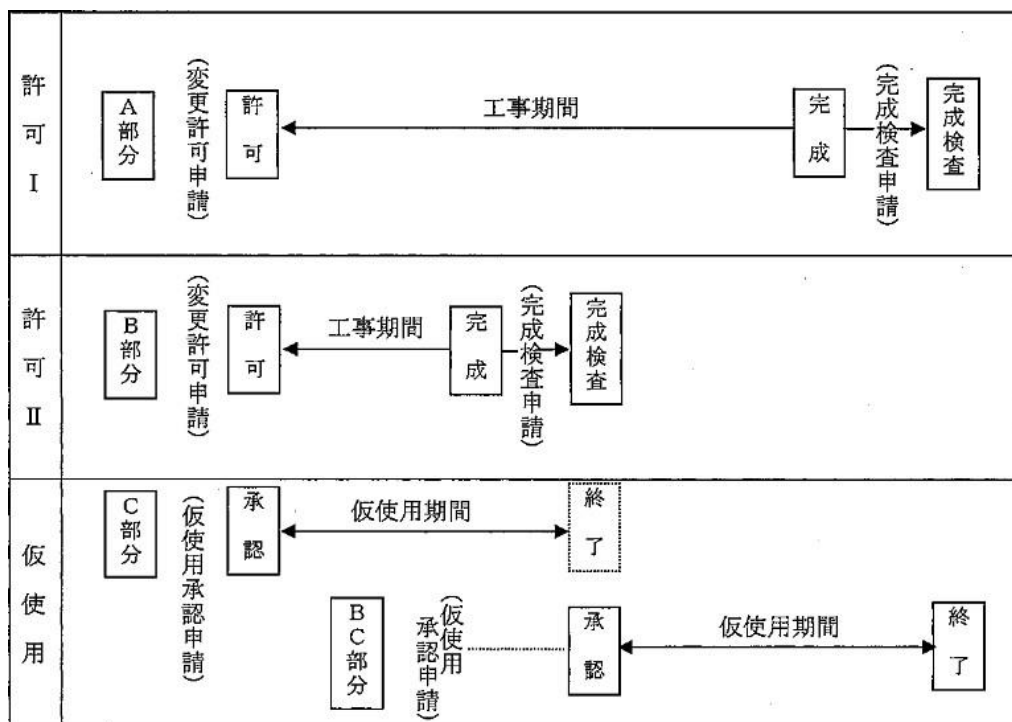 許可Ⅰ
A部分
(変更許可申請)
許可
工事期間
完成
(完成検査申請)
完成検査
許可Ⅱ
B部分
(変更許可申請)
許可
工事期間
完成
(完成検査申請)
完成検査
仮使用
C部分
(仮使用承認申請)
承認
仮使用期間
終了
BC部分
(仮使用
承認申請)
承認
仮使用期間
終了